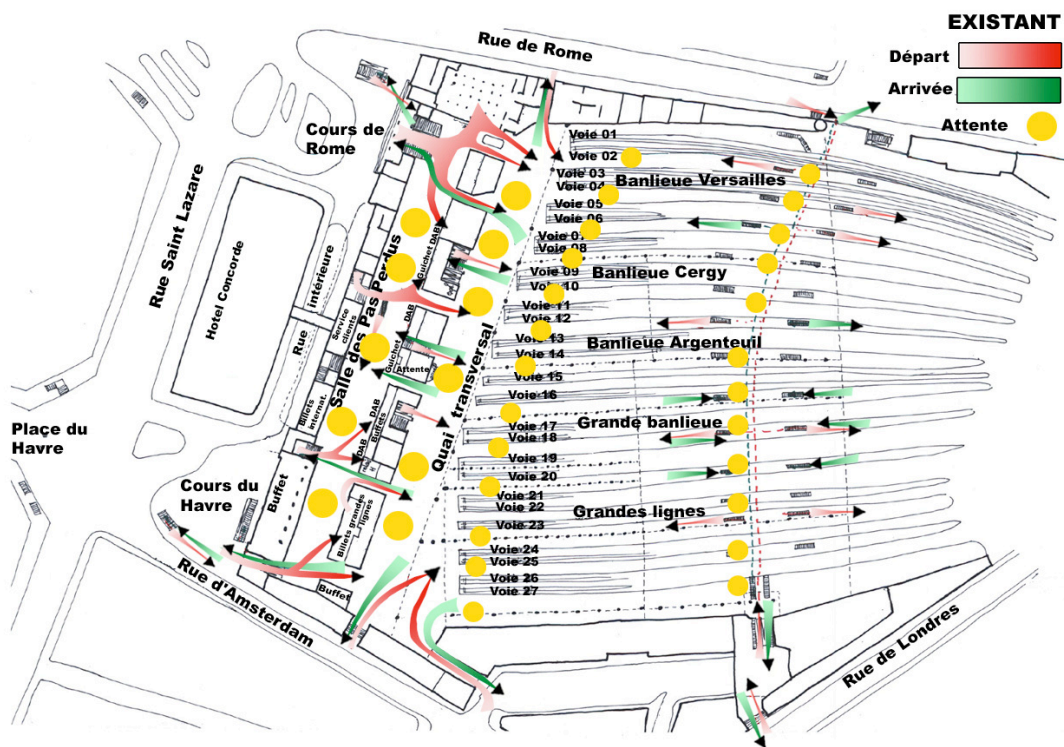 EXISTANT
Départ
Arrivée
Attente
Rue de Rome
Cours de
Rome
Rue Saint Lazare
Hotel Concorde
Rue
Intérieure
Service
clients
Billets
Internat.
Salle des Pas Perdus
Guichet DAB
DAB
Guichet
Attente
DAB
Buffets
DAB
Quai transversal
Plaçe du
Havre
Cours du
Havre
Buffet
Billets grandes
lignes
Buffet
Rue d'Amsterdam
Rue de Londres
Voie 01
Voie 02
Voie 03
Voie 04
Banlieue Versailles
Voie 05
Voie 06
Voie 07
Voie 08
Voie 09
Banlieue Cergy
Voie 10
Voie 11
Voie 12
Voie 13
Banlieue Argenteuil
Voie 14
Voie 15
Voie 16
Voie 17
Grande banlieue
Voie 18
Voie 19
Voie 20
Voie 21
Voie 22
Grandes lignes
Voie 23
Voie 24
Voie 25
Voie 26
Voie 27